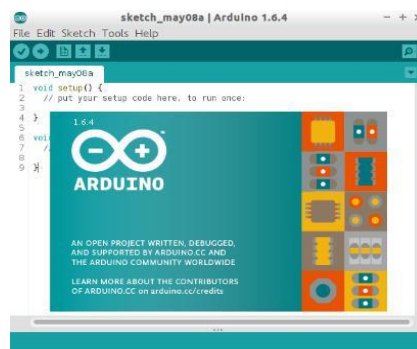 sketch_may08a | Arduino 1.6.4
File Edit Sketch Tools Help
sketch_may08a
1 void setup() {
2 // put your setup code here, to run once:
3
4 }
5
6 voi
7 /
8
9 }
1.6.4
ARDUINO
AN OPEN PROJECT WRITTEN, DEBUGGED,
AND SUPPORTED BY ARDUINO.CC AND
THE ARDUINO COMMUNITY WORLDWIDE
LEARN MORE ABOUT THE CONTRIBUTORS
OF ARDUINO.CC on arduino.cc/credits